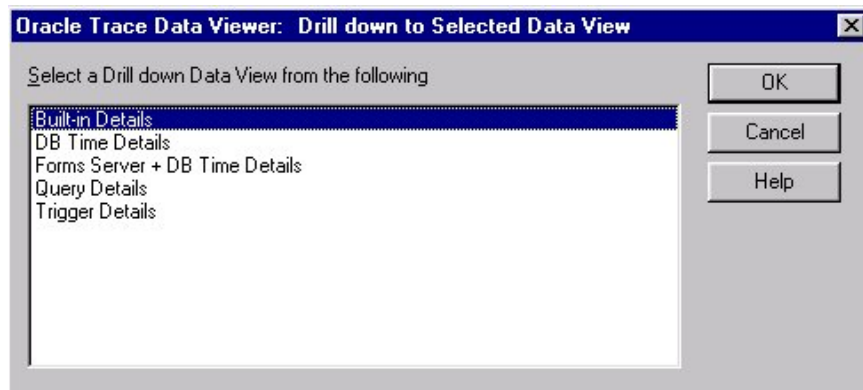 Oracle Trace Data Viewer: Drill down to Selected Data View
Select a Drill down Data View from the following
Built-in Details
DB Time Details
Forms Server + DB Time Details
Query Details
Trigger Details
OK
Cancel
Help